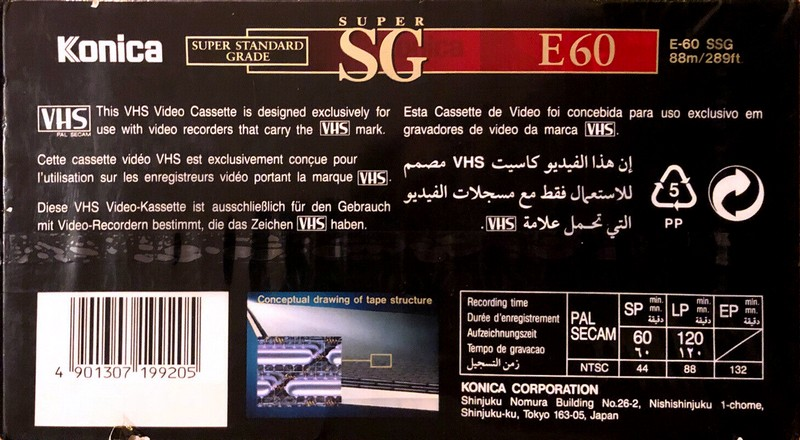 Konica
SUPER STANDARD
GRADE
SUPER
SG
E60
E-60 SSG
88m/289ft.
VHS
PAL SECAM
This VHS Video Cassette is designed exclusively for
use with video recorders that carry the VHS mark.
Cette cassette vidéo VHS est exclusivement conçue pour
l'utilisation sur les enregistreurs vidéo portant la marque VHS.
Diese VHS Video-Kassette ist ausschließlich für den Gebrauch
mit Video-Recordern bestimmt, die das Zeichen VHS haben.
Esta Cassete de Video foi concebida para uso exclusivo em
gravadores de video da marca VHS.
إن هذا الفيديو كاسيت VHS مصمم
للاستعمال فقط مع مسجلات الفيديو
التي تحمل علامة VHS.
5
PP
4 901307 199205
Conceptual drawing of tape structure
Recording time
Durée d'enregistrement
Aufzeichnungszeit
Tempo de gravacao
زمن التسجيل
PAL
SECAM
SP min. mn. دقيقة
LP min. mn. دقيقة
EP min. mn. دقيقة
60 120
٦٠ ١٢٠
NTSC 44 88 132
KONICA CORPORATION
Shinjuku Nomura Building No.26-2, Nishishinjuku 1-chome,
Shinjuku-ku, Tokyo 163-05, Japan